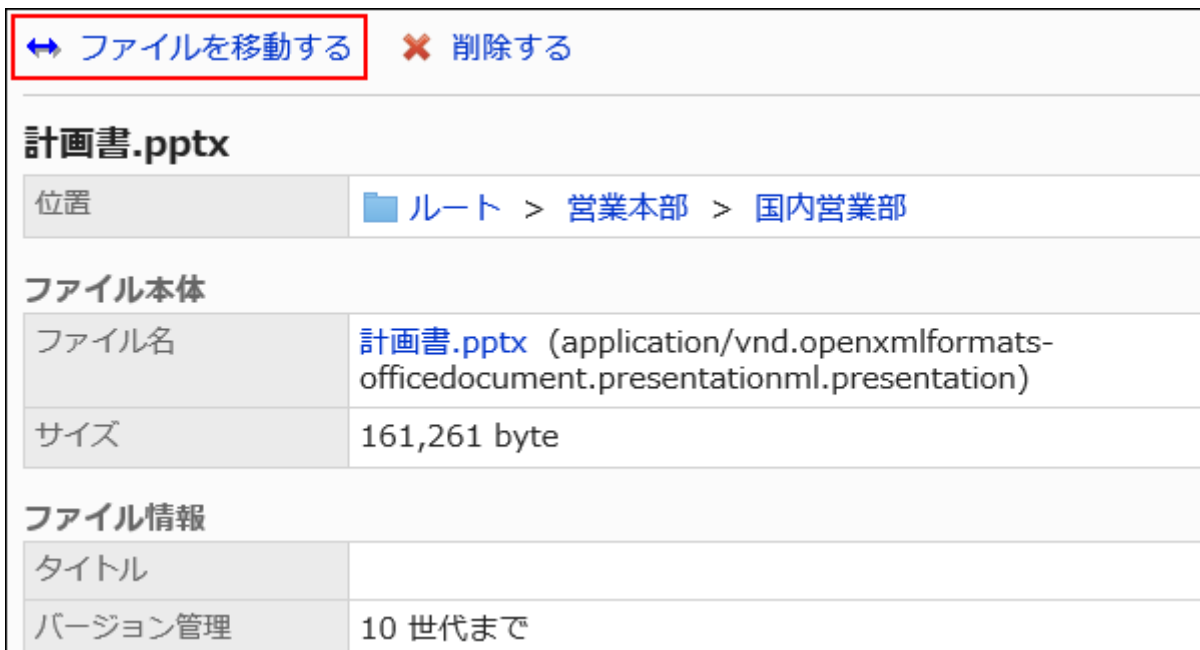 ファイルを移動する 削除する
計画書.pptx
位置 ルート > 営業本部 > 国内営業部
ファイル本体
ファイル名 計画書.pptx (application/vnd.openxmlformats-
officedocument.presentationml.presentation)
サイズ 161,261 byte
ファイル情報
タイトル
バージョン管理 10 世代まで